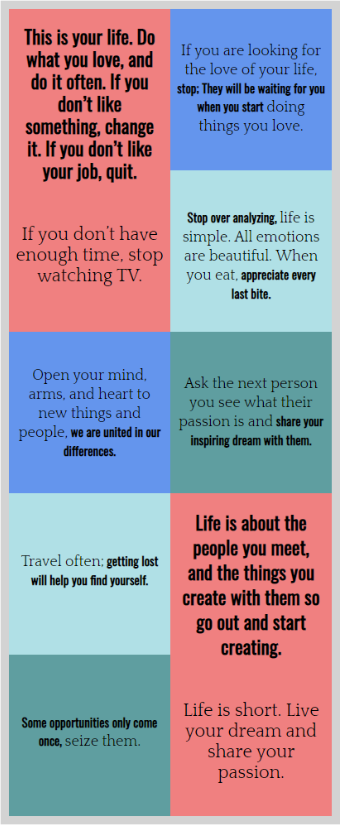 This is your life. Do
what you love, and
do it often. If you
don't like
something, change
it. If you don't like
your job, quit.
If you don't have
enough time, stop
watching TV.
If you are looking for
the love of your life,
stop; They will be waiting for you
when you start doing
things you love.
Stop over analyzing, life is
simple. All emotions
are beautiful. When
you eat, appreciate every
last bite.
Open your mind,
arms, and heart to
new things and
people, we are united in our
differences.
Ask the next person
you see what their
passion is and share your
inspiring dream with them.
Travel often; getting lost
will help you find yourself.
Some opportunities only come
once, seize them.
Life is about the
people you meet,
and the things you
create with them so
go out and start
creating.
Life is short. Live
your dream and
share your
passion.